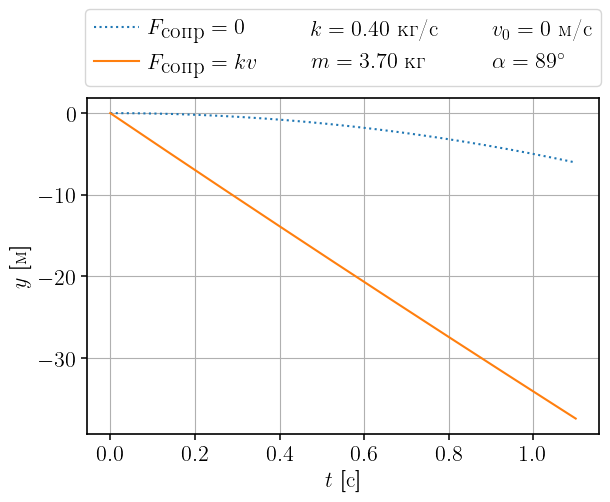 F_сопр = 0 k = 0.40 кг/с v_0 = 0 м/с
F_сопр = kv m = 3.70 кг α = 89°
0
−10
−20
−30
y [м]
0.0 0.2 0.4 0.6 0.8 1.0
t [с]